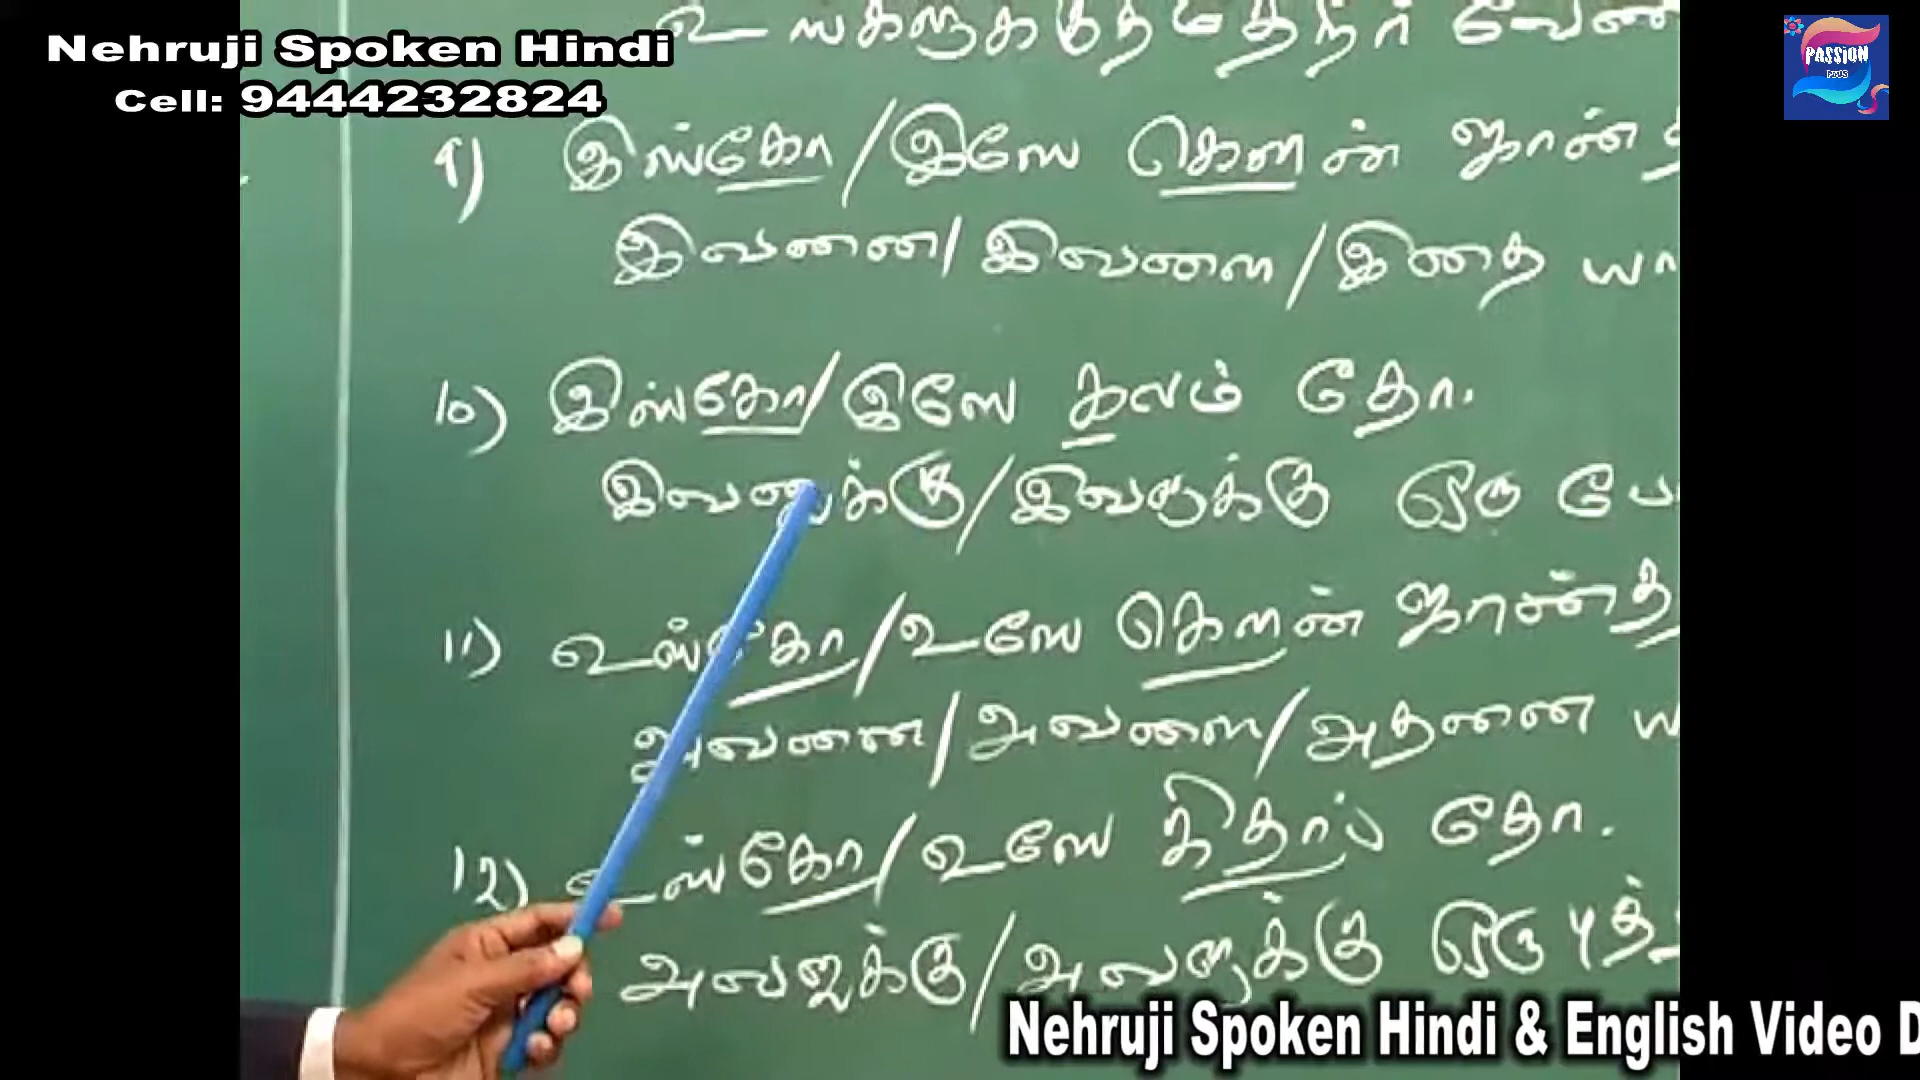 Nehruji Spoken Hindi
Cell: 9444232824
PASSION
PLUS
9) இஸ்கோ/இஸே கௌன்
இவனை/இவளை/இதை
10) இஸ்கோ/இஸே கலம் தோ.
இவனுக்கு/இவளுக்கு ஒரு
11) உஸ்கோ/உஸே கௌன்
அவனை/அவளை/அதனை
12) உஸ்கோ/உஸே கிதாப் தோ.
அவனுக்கு/அவளுக்கு ஒரு
Nehruji Spoken Hindi & English Video